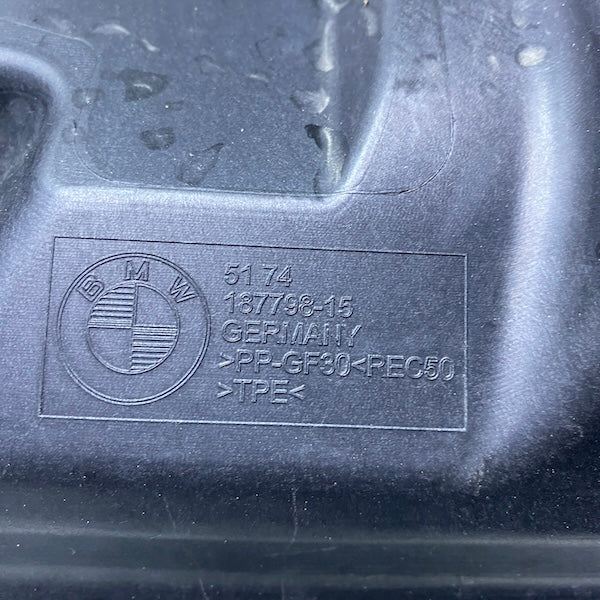 BMW
51 74
187798-15
GERMANY
>PP-GF30<REC50
>TPE<